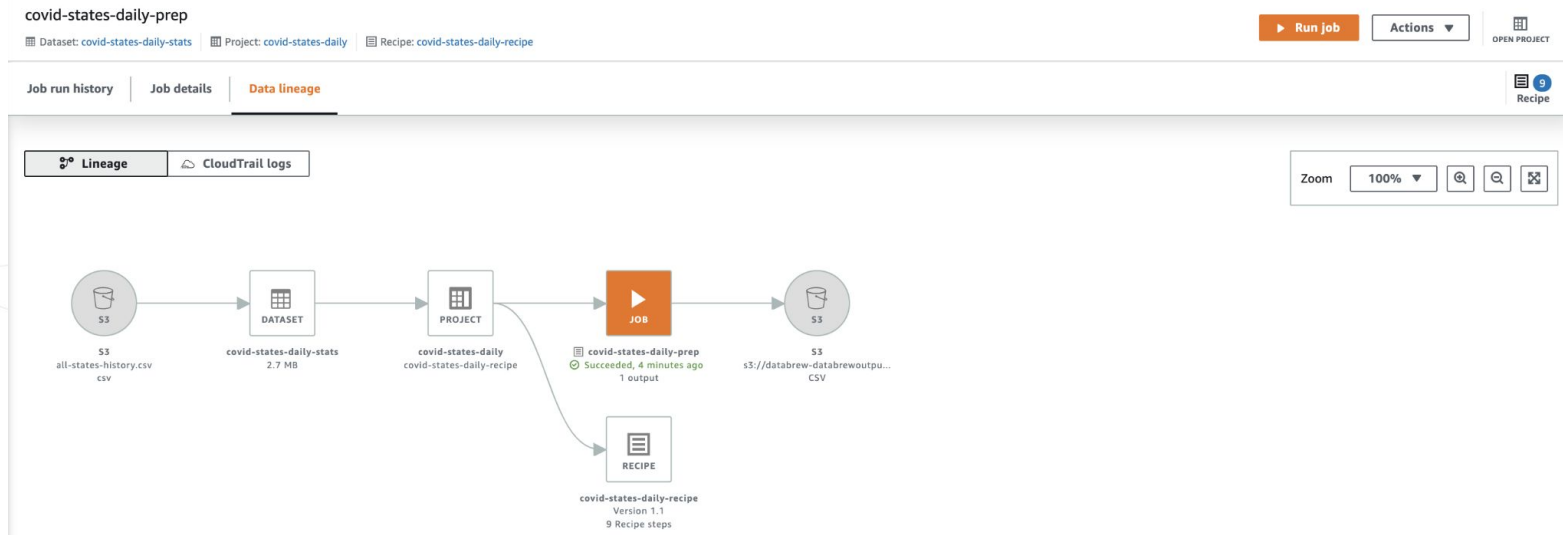 covid-states-daily-prep
Dataset: covid-states-daily-stats Project: covid-states-daily Recipe: covid-states-daily-recipe
Run job
Actions
OPEN PROJECT
Job run history
Job details
Data lineage
9
Recipe
Lineage
CloudTrail logs
Zoom
100%
S3
DATASET
PROJECT
JOB
S3
S3
all-states-history.csv
csv
covid-states-daily-stats
2.7 MB
covid-states-daily
covid-states-daily-recipe
covid-states-daily-prep
Succeeded, 4 minutes ago
1 output
S3
s3://databrew-databrewoutpu...
CSV
RECIPE
covid-states-daily-recipe
Version 1.1
9 Recipe steps